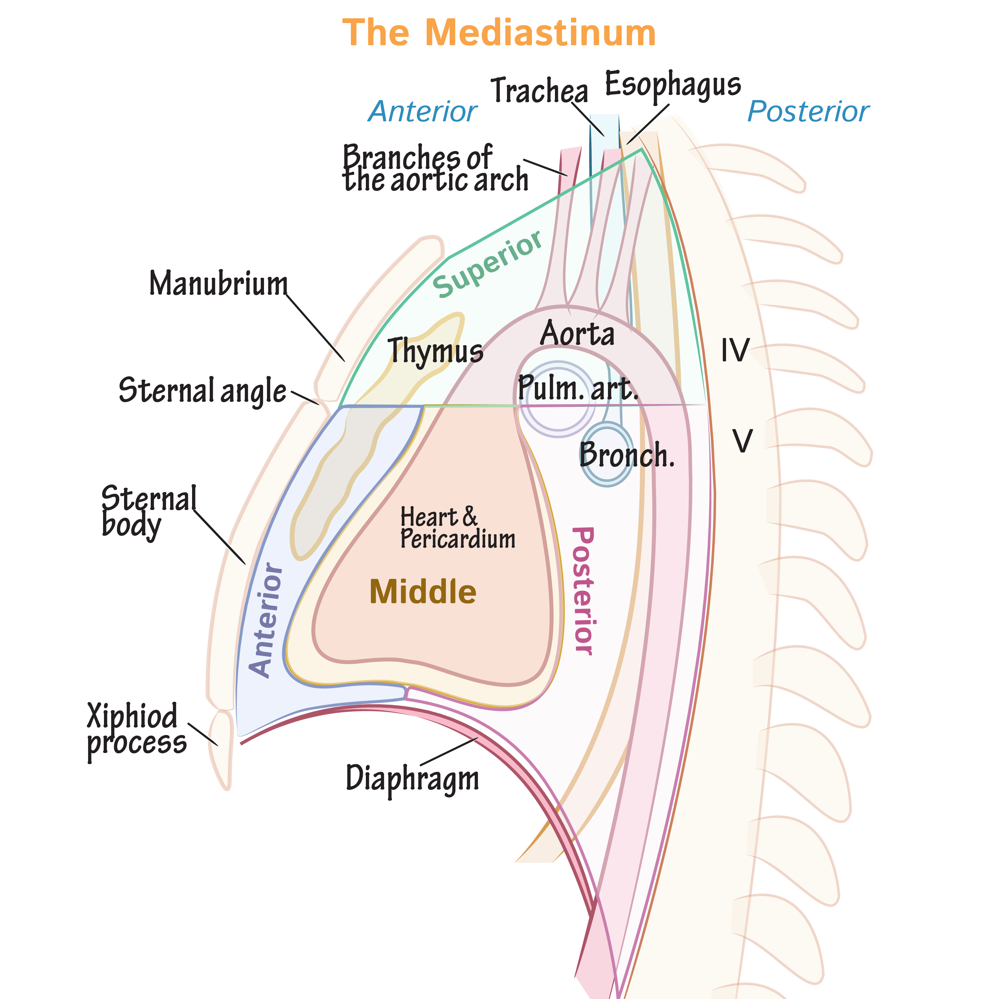 The Mediastinum
Trachea
Esophagus
Anterior
Posterior
Branches of
the aortic arch
Superior
Manubrium
Aorta
Thymus
IV
Sternal angle
Pulm. art.
V
Bronch.
Sternal
body
Heart &
Pericardium
Middle
Posterior
Anterior
Xiphiod
process
Diaphragm